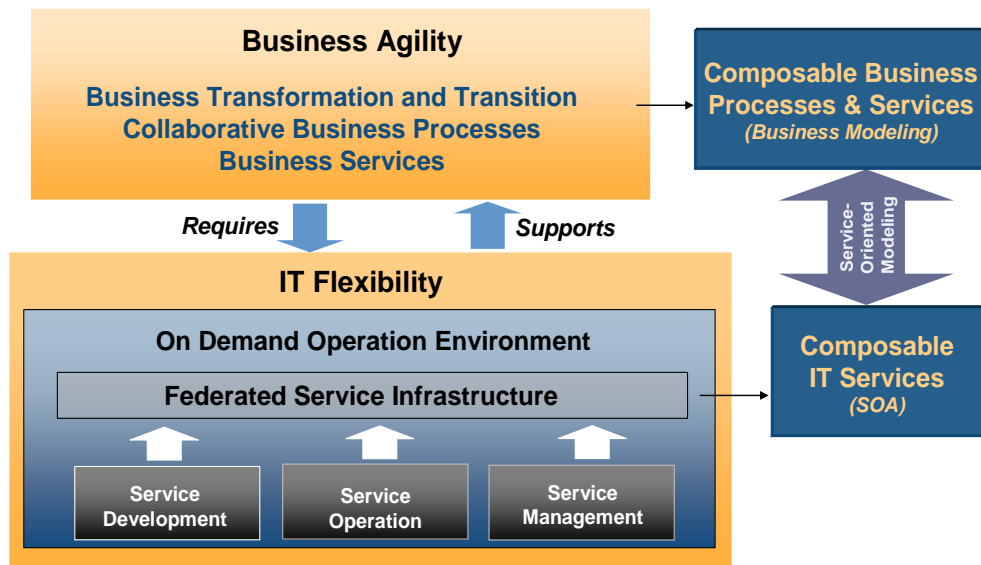 Business Agility
Business Transformation and Transition
Collaborative Business Processes
Business Services
Composable Business
Processes & Services
(Business Modeling)
Requires
Supports
Service-
Oriented
Modeling
IT Flexibility
On Demand Operation Environment
Federated Service Infrastructure
Composable
IT Services
(SOA)
Service
Development
Service
Operation
Service
Management